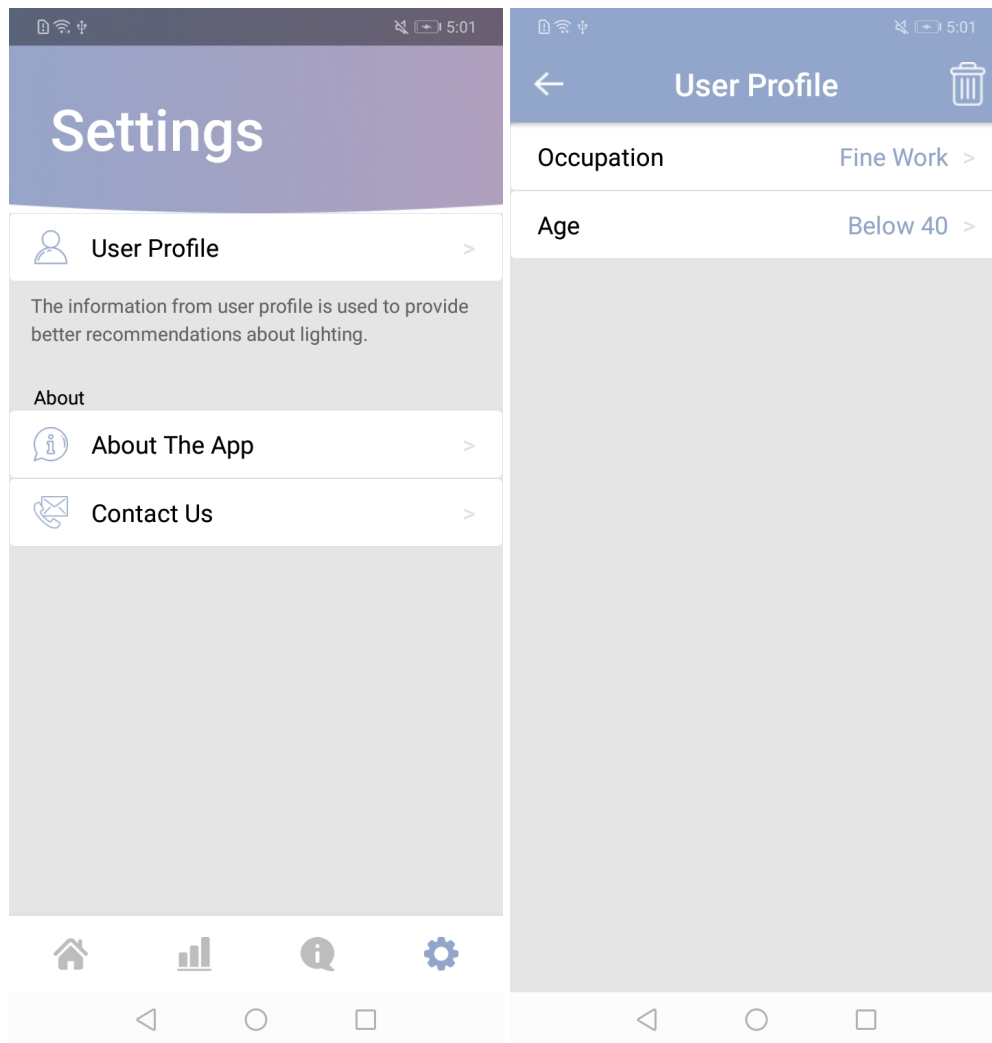 5:01
Settings
User Profile >
The information from user profile is used to provide
better recommendations about lighting.
About
About The App >
Contact Us >
5:01
User Profile
Occupation Fine Work >
Age Below 40 >